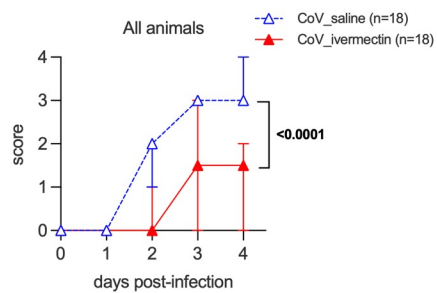 All animals
CoV_saline (n=18)
CoV_ivermectin (n=18)
4
3
2
1
0
score
<0.0001
0 1 2 3 4
days post-infection